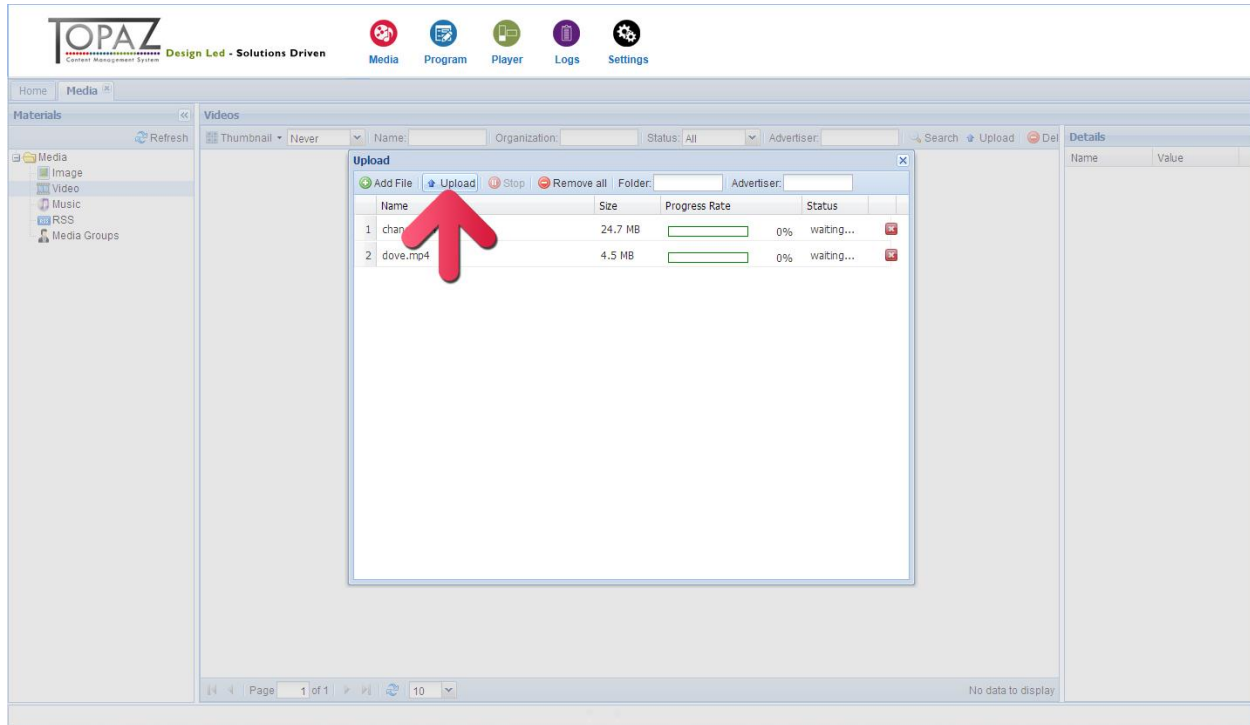 TOPAZ
Content Management System
Design Led - Solutions Driven
Media Program Player Logs Settings
Home Media
Materials
Refresh
Media
Image
Video
Music
RSS
Media Groups
Videos
Thumbnail Never Name: Organization: Status: All Advertiser: Search Upload Del
Details
Name Value
Upload
Add File Upload Stop Remove all Folder: Advertiser:
Name Size Progress Rate Status
1 24.7 MB 0% waiting...
2 dove.mp4 4.5 MB 0% waiting...
Page 1 of 1 10 No data to display